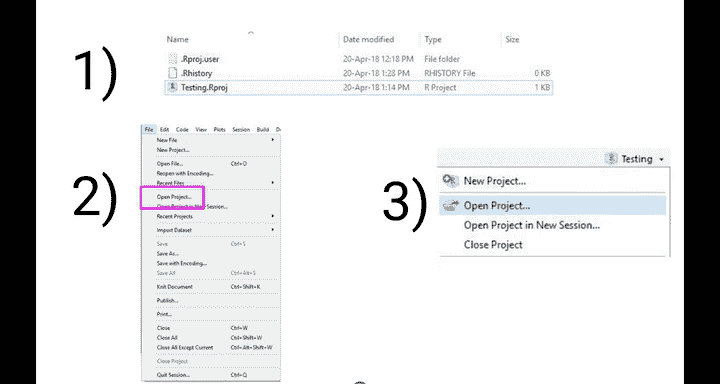 1)
Name Date modified Type Size
.Rproj.user 20-Apr-18 12:18 PM File folder
.Rhistory 20-Apr-18 1:28 PM RHISTORY File 0 KB
Testing.Rproj 20-Apr-18 1:14 PM R Project 1 KB
2)
File Edit Code View Plots Session Build D
New File
New Project...
Open File... Ctrl+O
Reopen with Encoding...
Recent Files
Open Project...
Open Project in New Session...
Recent Projects
Import Dataset
Save Ctrl+S
Save As...
Save with Encoding...
Save All Ctrl+Alt+S
Knit Document Ctrl+Shift+K
Publish...
Print...
Close Ctrl+W
Close All Ctrl+Shift+W
Close All Except Current Ctrl+Alt+Shift+W
Close Project
Quit Session... Ctrl+Q
3)
Testing
New Project...
Open Project...
Open Project in New Session...
Close Project